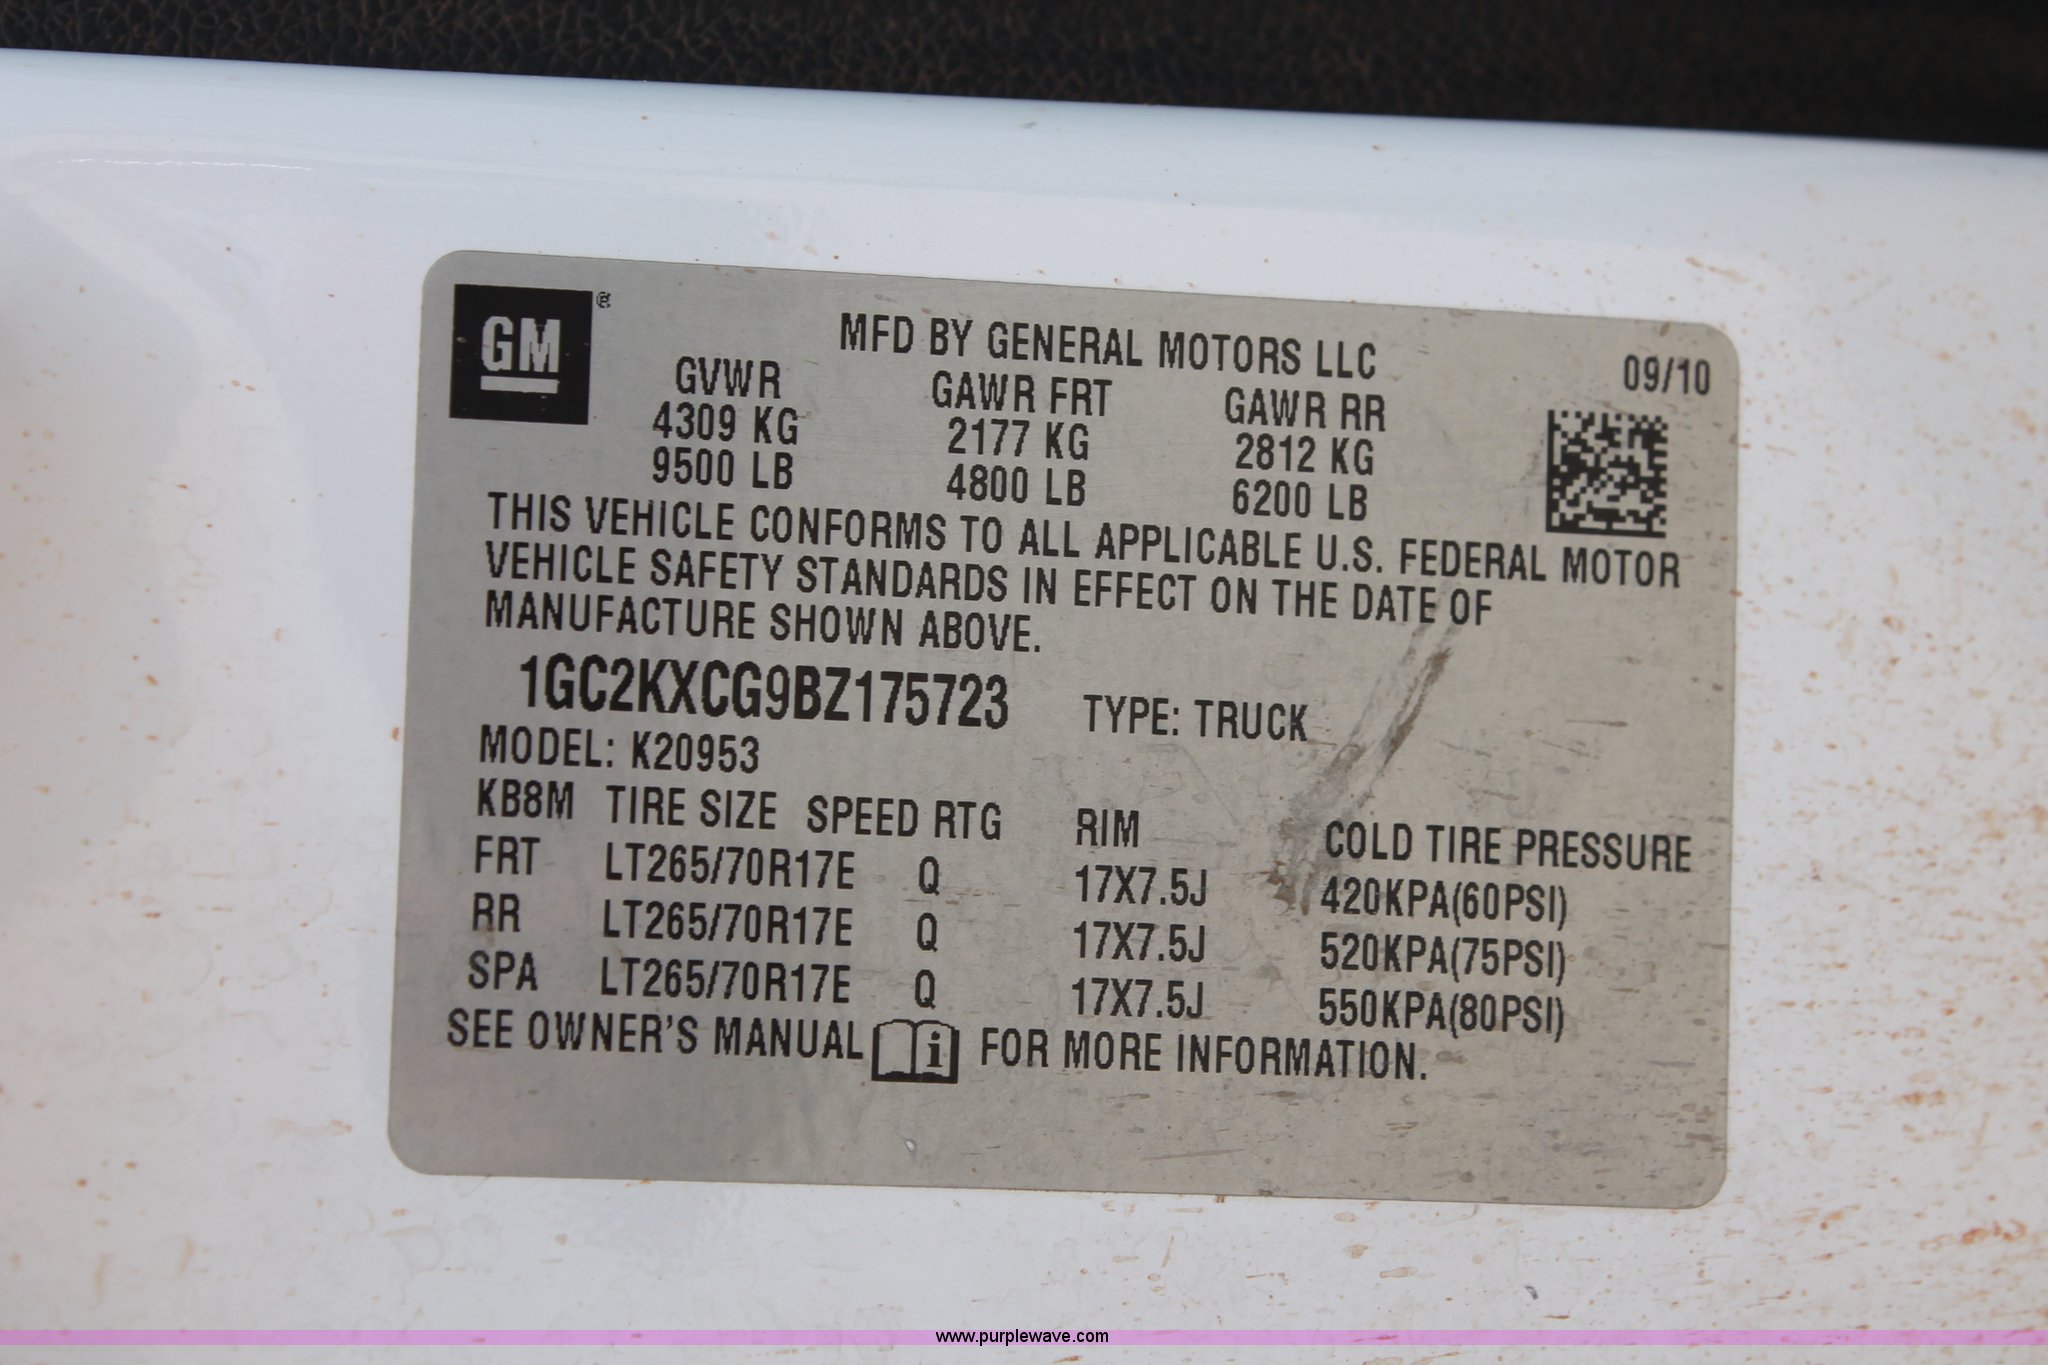 GM®
MFD BY GENERAL MOTORS LLC
09/10
GVWR GAWR FRT GAWR RR
4309 KG 2177 KG 2812 KG
9500 LB 4800 LB 6200 LB
THIS VEHICLE CONFORMS TO ALL APPLICABLE U.S. FEDERAL MOTOR
VEHICLE SAFETY STANDARDS IN EFFECT ON THE DATE OF
MANUFACTURE SHOWN ABOVE.
1GC2KXCG9BZ175723 TYPE: TRUCK
MODEL: K20953
KB8M TIRE SIZE SPEED RTG RIM COLD TIRE PRESSURE
FRT LT265/70R17E Q 17X7.5J 420KPA(60PSI)
RR LT265/70R17E Q 17X7.5J 520KPA(75PSI)
SPA LT265/70R17E Q 17X7.5J 550KPA(80PSI)
SEE OWNER'S MANUAL i FOR MORE INFORMATION.
www.purplewave.com